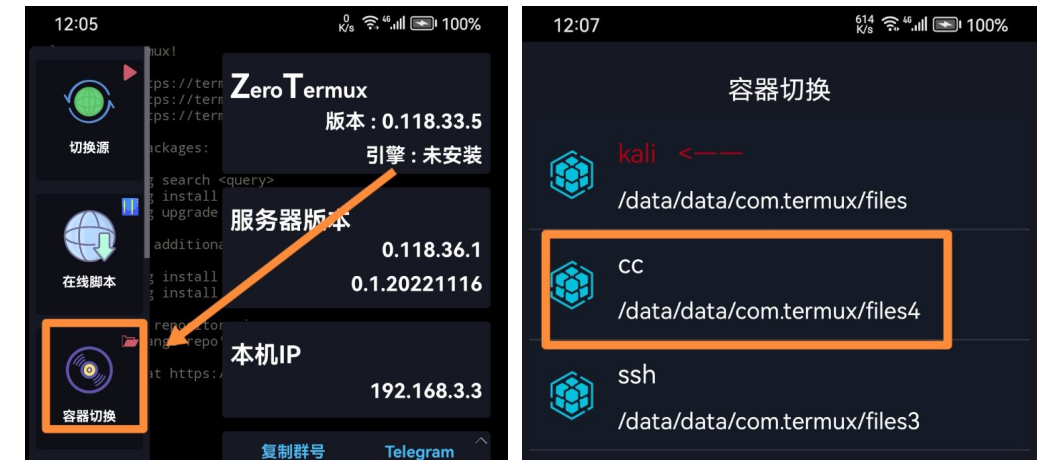 12:05
0 K/s 46 100%
mux!
tps://term
tps://term
tps://term
切换源
ackages:
g search <query>
g install
g upgrade
在线脚本
additiona
g install
g install
repositor
ange-repo'
at https:/
容器切换
ZeroTermux
版本 : 0.118.33.5
引擎 : 未安装
服务器版本
0.118.36.1
0.1.20221116
本机IP
192.168.3.3
复制群号 Telegram
12:07
614 K/s 46 100%
容器切换
kali <——
/data/data/com.termux/files
cc
/data/data/com.termux/files4
ssh
/data/data/com.termux/files3